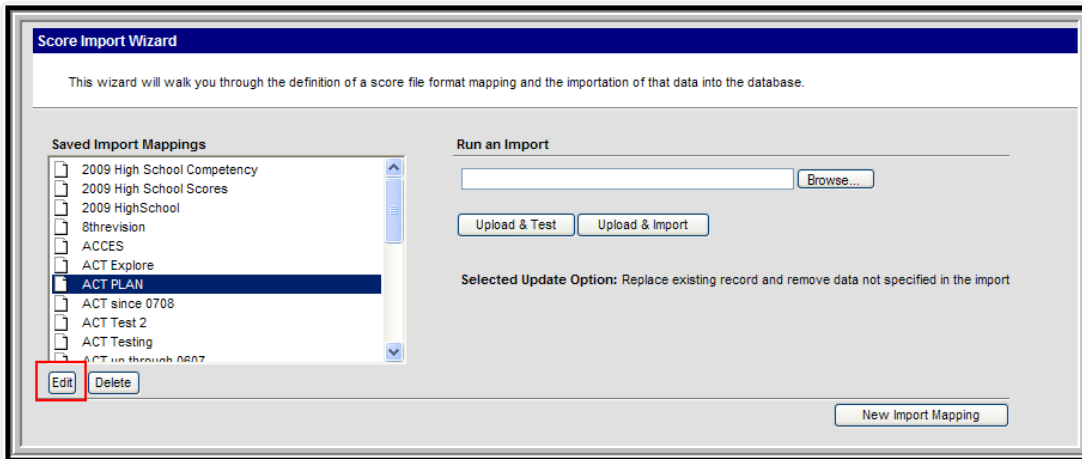 Score Import Wizard
This wizard will walk you through the definition of a score file format mapping and the importation of that data into the database.
Saved Import Mappings
2009 High School Competency
2009 High School Scores
2009 HighSchool
8threvision
ACCES
ACT Explore
ACT PLAN
ACT since 0708
ACT Test 2
ACT Testing
ACT up through 0607
Edit Delete
Run an Import
Browse...
Upload & Test Upload & Import
Selected Update Option: Replace existing record and remove data not specified in the import
New Import Mapping